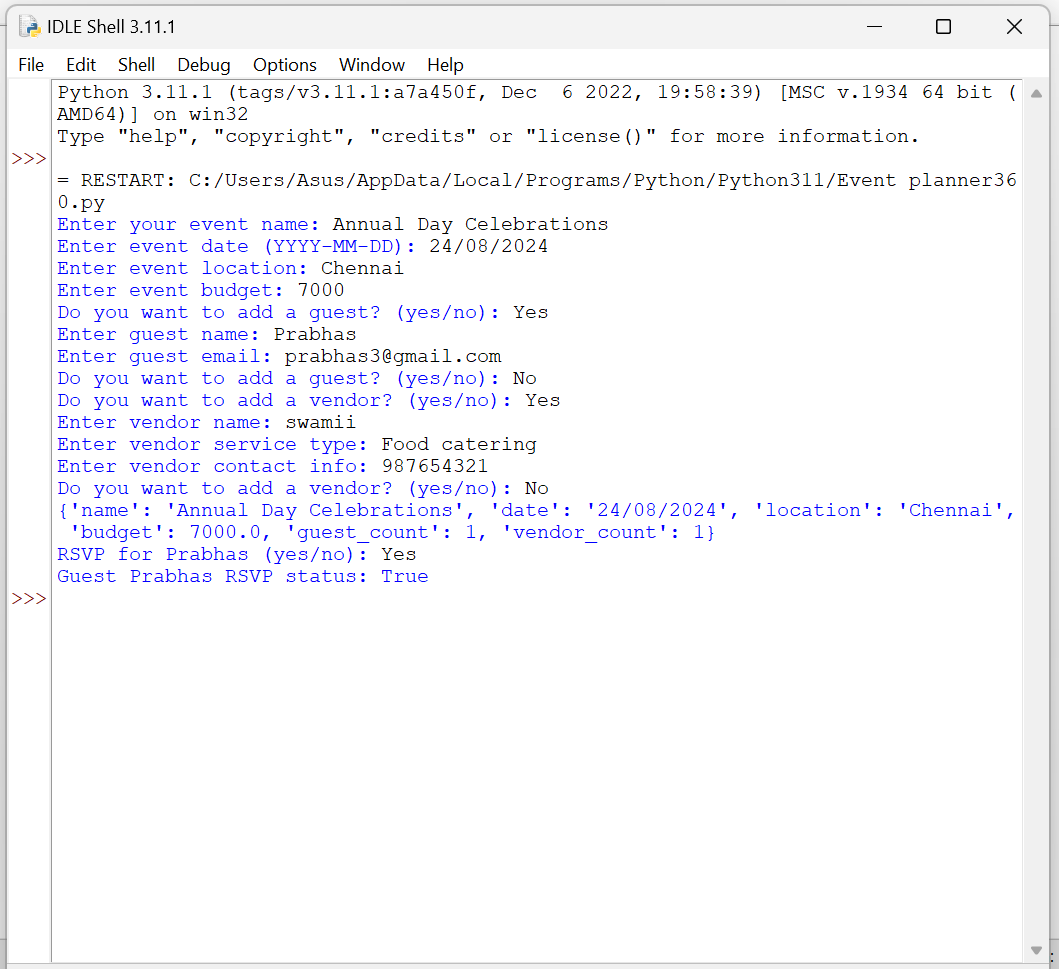 IDLE Shell 3.11.1
File Edit Shell Debug Options Window Help
Python 3.11.1 (tags/v3.11.1:a7a450f, Dec  6 2022, 19:58:39) [MSC v.1934 64 bit (
AMD64)] on win32
Type "help", "copyright", "credits" or "license()" for more information.
>>>
= RESTART: C:/Users/Asus/AppData/Local/Programs/Python/Python311/Event planner36
0.py
Enter your event name: Annual Day Celebrations
Enter event date (YYYY-MM-DD): 24/08/2024
Enter event location: Chennai
Enter event budget: 7000
Do you want to add a guest? (yes/no): Yes
Enter guest name: Prabhas
Enter guest email: prabhas3@gmail.com
Do you want to add a guest? (yes/no): No
Do you want to add a vendor? (yes/no): Yes
Enter vendor name: swamii
Enter vendor service type: Food catering
Enter vendor contact info: 987654321
Do you want to add a vendor? (yes/no): No
{'name': 'Annual Day Celebrations', 'date': '24/08/2024', 'location': 'Chennai',
 'budget': 7000.0, 'guest_count': 1, 'vendor_count': 1}
RSVP for Prabhas (yes/no): Yes
Guest Prabhas RSVP status: True
>>>